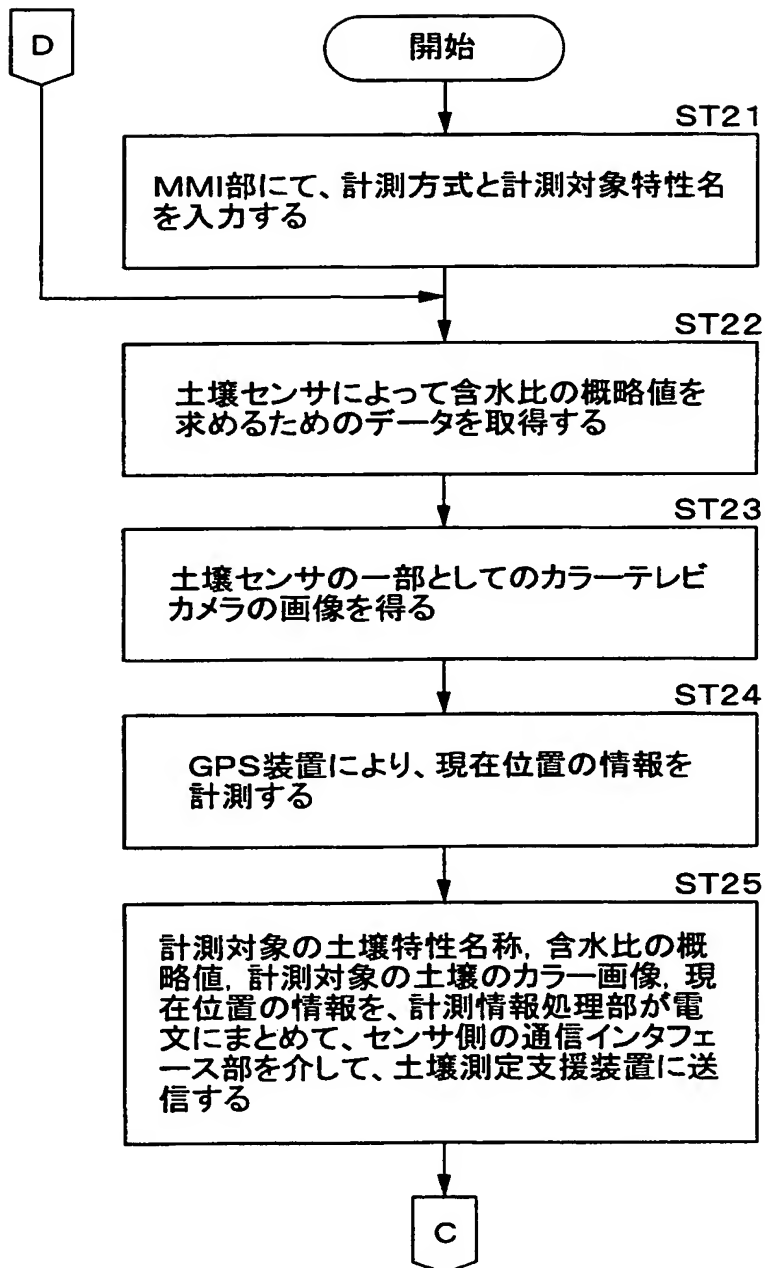 D
開始
ST21
MMI部にて、計測方式と計測対象特性名
を入力する
ST22
土壌センサによって含水比の概略値を
求めるためのデータを取得する
ST23
土壌センサの一部としてのカラーテレビ
カメラの画像を得る
ST24
GPS装置により、現在位置の情報を
計測する
ST25
計測対象の土壌特性名称, 含水比の概
略値, 計測対象の土壌のカラー画像, 現
在位置の情報を、計測情報処理部が電
文にまとめて、センサ側の通信インタフェ
ース部を介して、土壌測定支援装置に送
信する
C